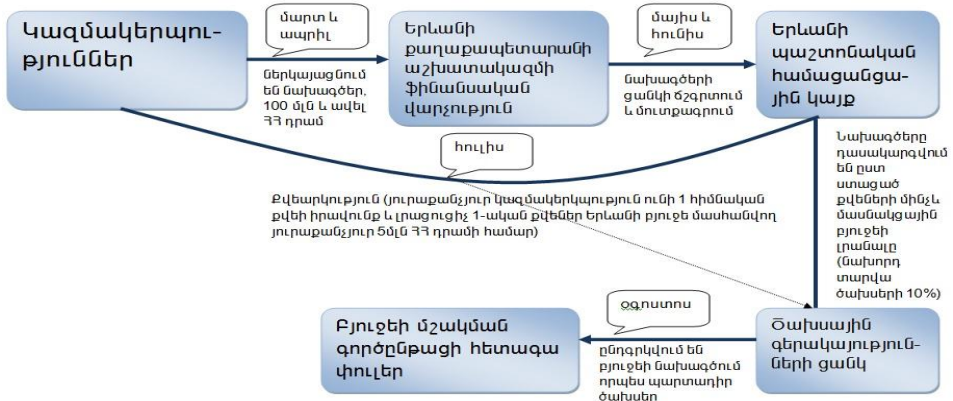 Կազմակերպու-
թյուններ
մարտ և
ապրիլ
ներկայացնում
են նախագծեր,
100 մլն և ավել
ՀՀ դրամ
Երևանի
քաղաքապետարանի
աշխատակազմի
ֆինանսական
վարչություն
մայիս և
հունիս
նախագծերի
ցանկի ճշգրտում
և մուտքագրում
Երևանի
պաշտոնական
համացանցա-
յին կայք
հուլիս
Քվեարկություն (յուրաքանչյուր կազմակերկպություն ունի 1 հիմնական
քվեի իրավունք և լրացուցիչ 1-ական քվեներ Երևանի բյուջե մասհանվող
յուրաքանչյուր 5մլն ՀՀ դրամի համար)
Նախագծերը
դասակարգվում
են ըստ
ստացած
քվեների մինչև
մասնակցային
բյուջեի
լրանալը
(նախորդ
տարվա
ծախսերի 10%)
Ծախսային
գերակայություն-
ների ցանկ
օգոստոս
ընդգրկվում են
բյուջեի նախագծում
որպես պարտադիր
ծախսեր
Բյուջեի մշակման
գործընթացի հետագա
փուլեր